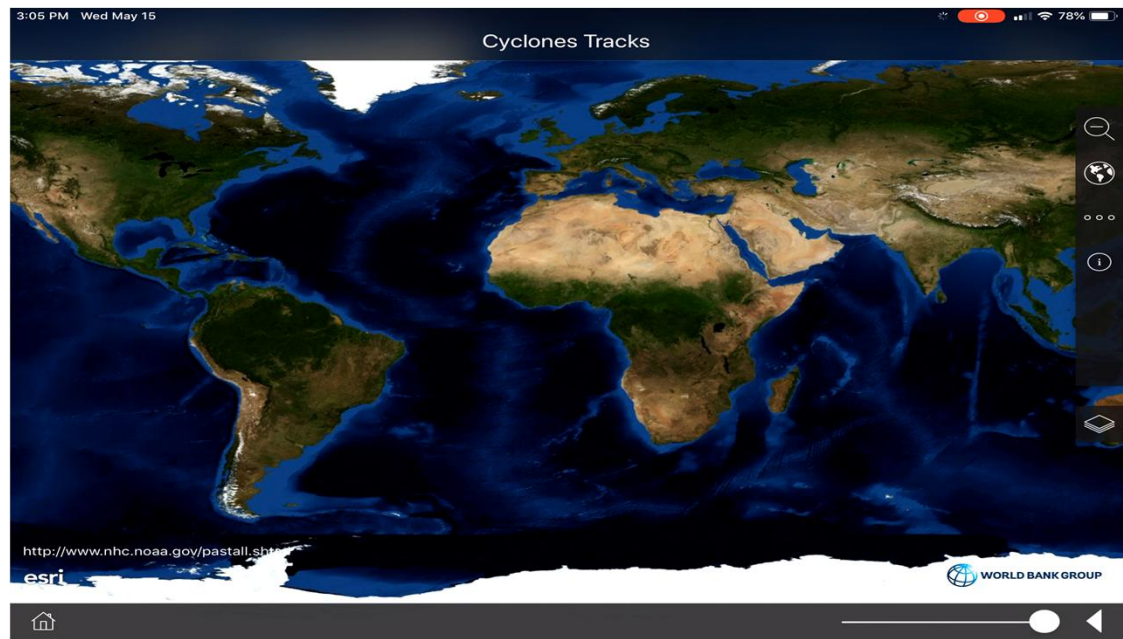 3:05 PM Wed May 15
78%
Cyclones Tracks
http://www.nhc.noaa.gov/pastall.shtml
esri
WORLD BANK GROUP